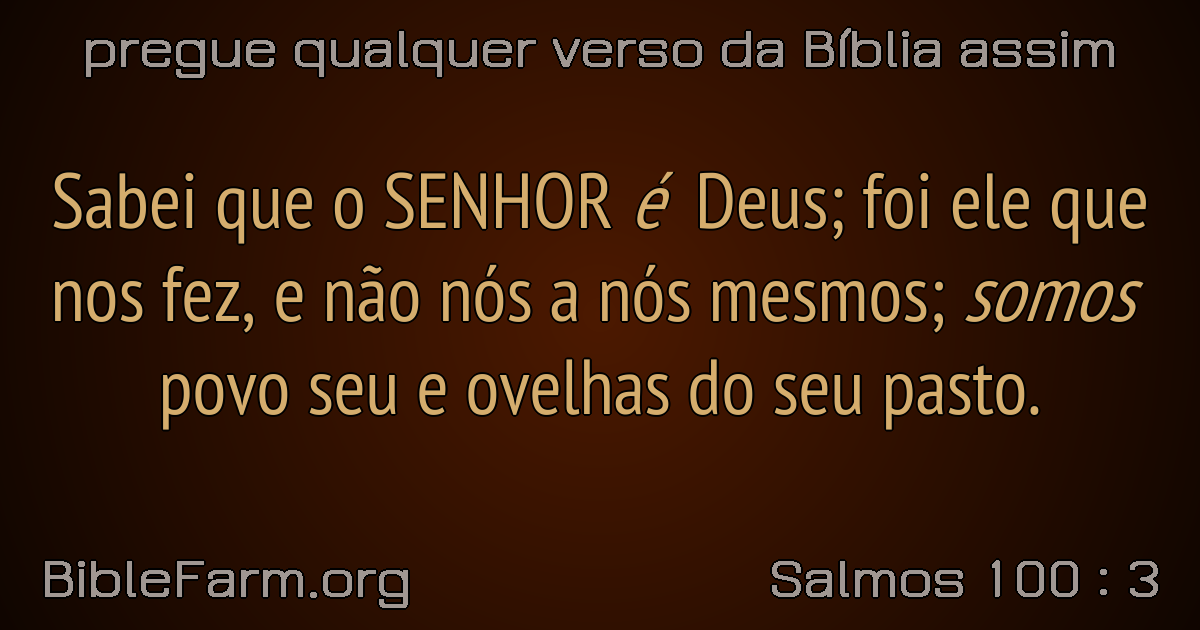 pregue qualquer verso da Bíblia assim
Sabei que o SENHOR é Deus; foi ele que
nos fez, e não nós a nós mesmos; somos
povo seu e ovelhas do seu pasto.
BibleFarm.org
Salmos 100 : 3